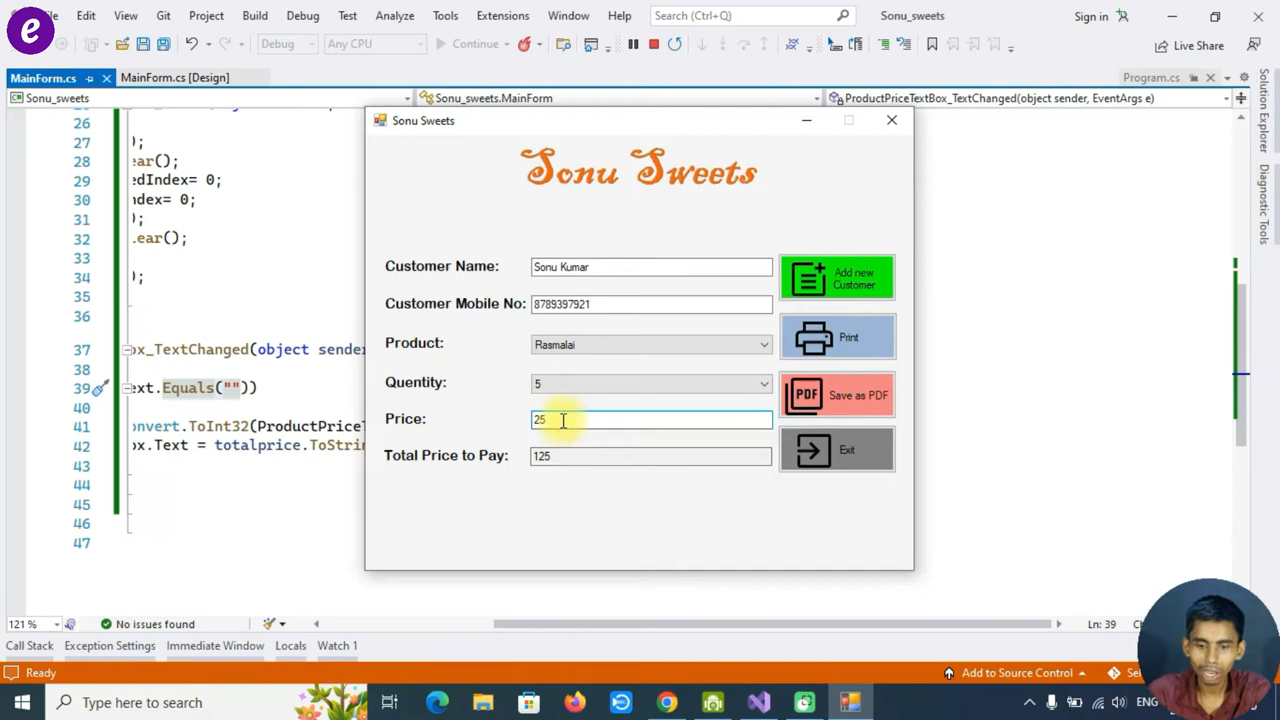 e
Edit View Git Project Build Debug Test Analyze Tools Extensions Window Help Search (Ctrl+Q) Sonu_sweets Sign in
Debug Any CPU Continue Live Share
MainForm.cs MainForm.cs [Design] Program.cs
Sonu_sweets Sonu_sweets.MainForm ProductPriceTextBox_TextChanged(object sender, EventArgs e)
Solution Explorer
Diagnostic Tools
Sonu Sweets
Sonu Sweets
Customer Name: Sonu Kumar
Add new Customer
Customer Mobile No: 8789397921
Print
Product: Rasmalai
Quentity: 5
Save as PDF
Price: 25
Total Price to Pay: 125
Exit
26
27 );
28 ear();
29 edIndex= 0;
30 ndex= 0;
31 );
32 lear();
33
34 );
35
36
37 ox_TextChanged(object sender
38
39 ext.Equals(""))
40
41 onvert.ToInt32(ProductPriceT
42 ox.Text = totalprice.ToStrin
43
44
45
46
47
121 % No issues found Ln: 39
Call Stack Exception Settings Immediate Window Locals Watch 1
Ready Add to Source Control
Type here to search ENG